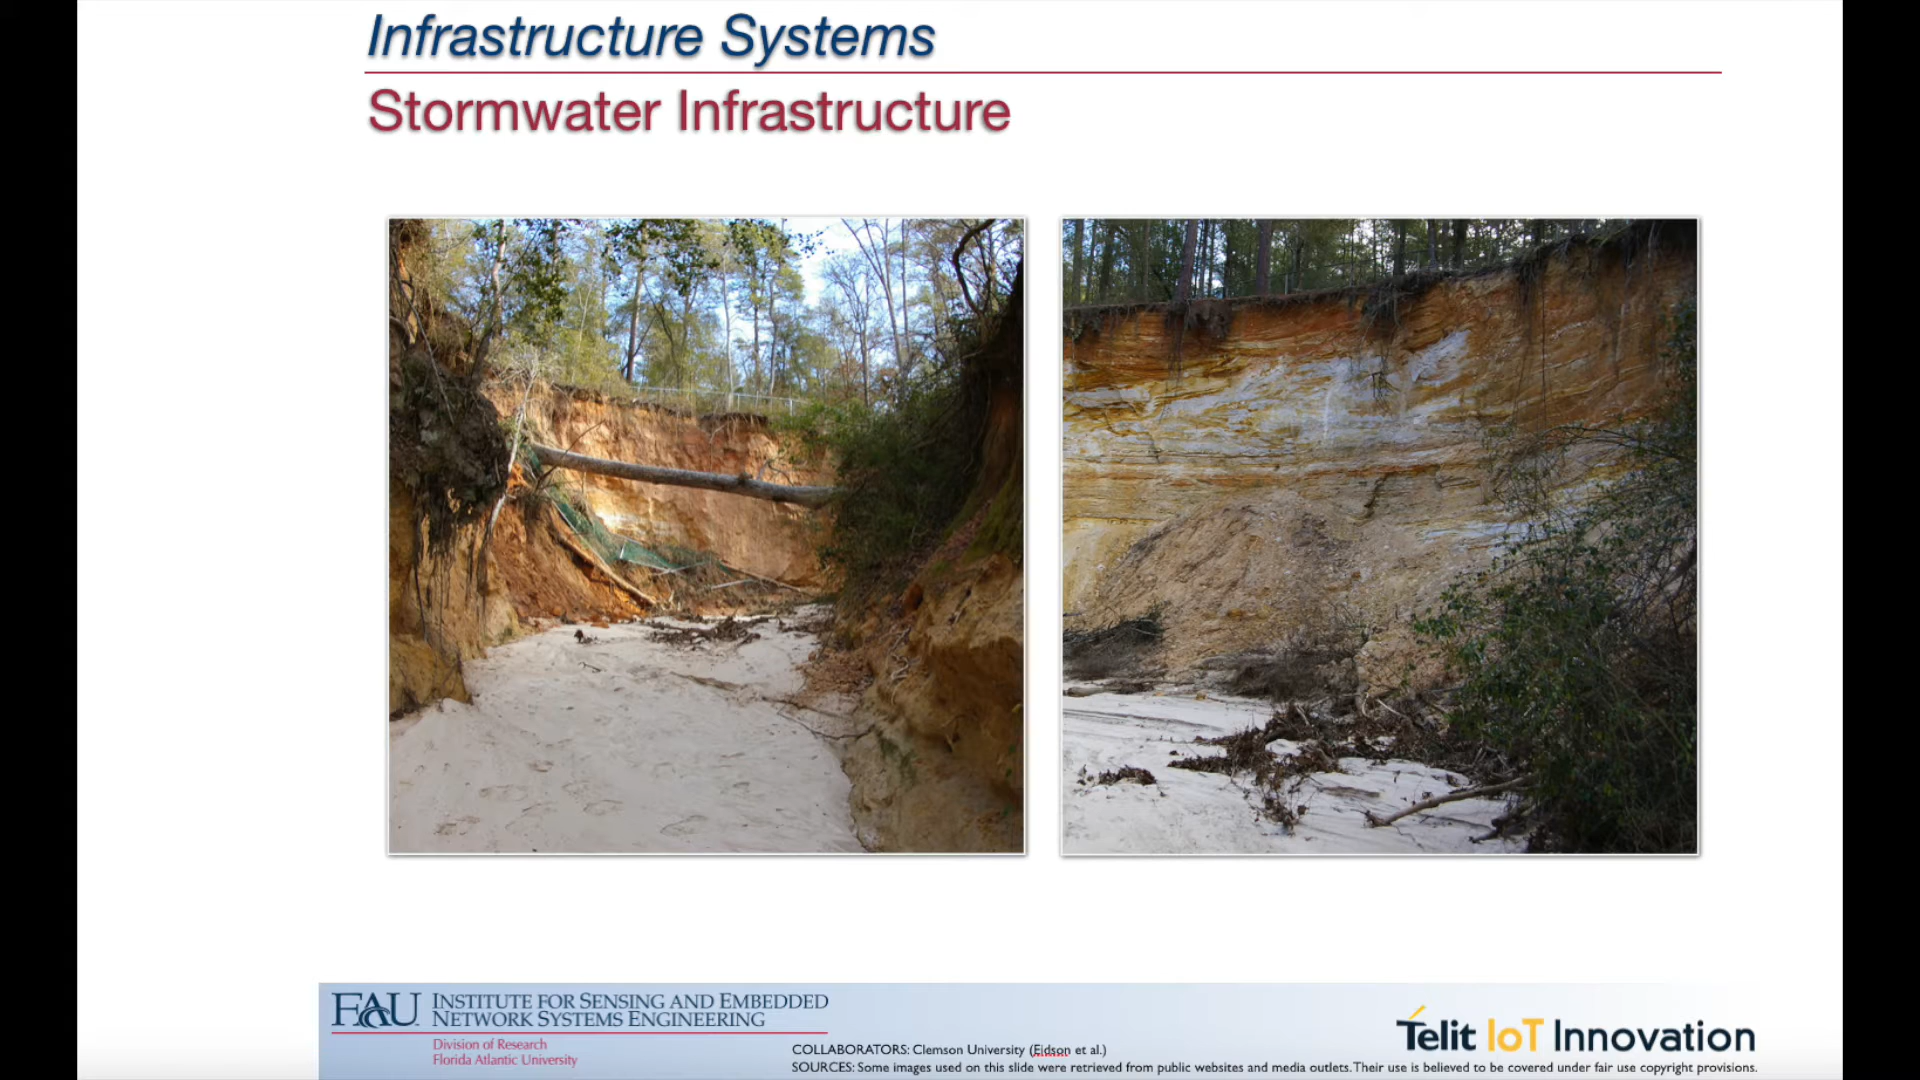 Infrastructure Systems
Stormwater Infrastructure
FAU INSTITUTE FOR SENSING AND EMBEDDED
NETWORK SYSTEMS ENGINEERING
Division of Research
Florida Atlantic University
COLLABORATORS: Clemson University (Eidson et al.)
SOURCES: Some images used on this slide were retrieved from public websites and media outlets. Their use is believed to be covered under fair use copyright provisions.
Telit IoT Innovation